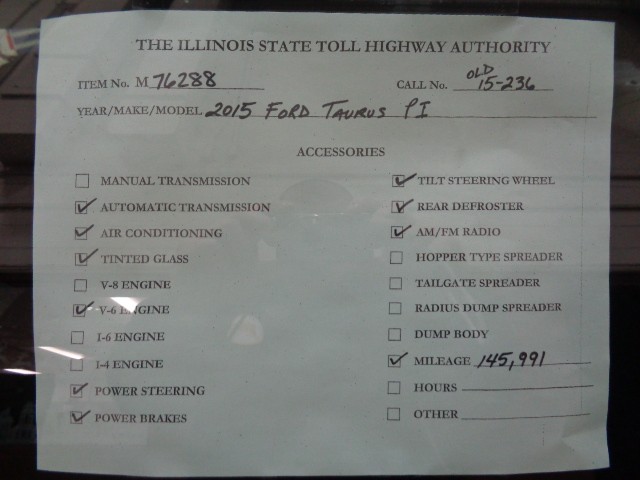 THE ILLINOIS STATE TOLL HIGHWAY AUTHORITY
ITEM No. M 76288 CALL No. OLD 15-236
YEAR/MAKE/MODEL 2015 FORD TAURUS PI
ACCESSORIES
MANUAL TRANSMISSION
AUTOMATIC TRANSMISSION
AIR CONDITIONING
TINTED GLASS
V-8 ENGINE
V-6 ENGINE
I-6 ENGINE
I-4 ENGINE
POWER STEERING
POWER BRAKES
TILT STEERING WHEEL
REAR DEFROSTER
AM/FM RADIO
HOPPER TYPE SPREADER
TAILGATE SPREADER
RADIUS DUMP SPREADER
DUMP BODY
MILEAGE 145,991
HOURS
OTHER